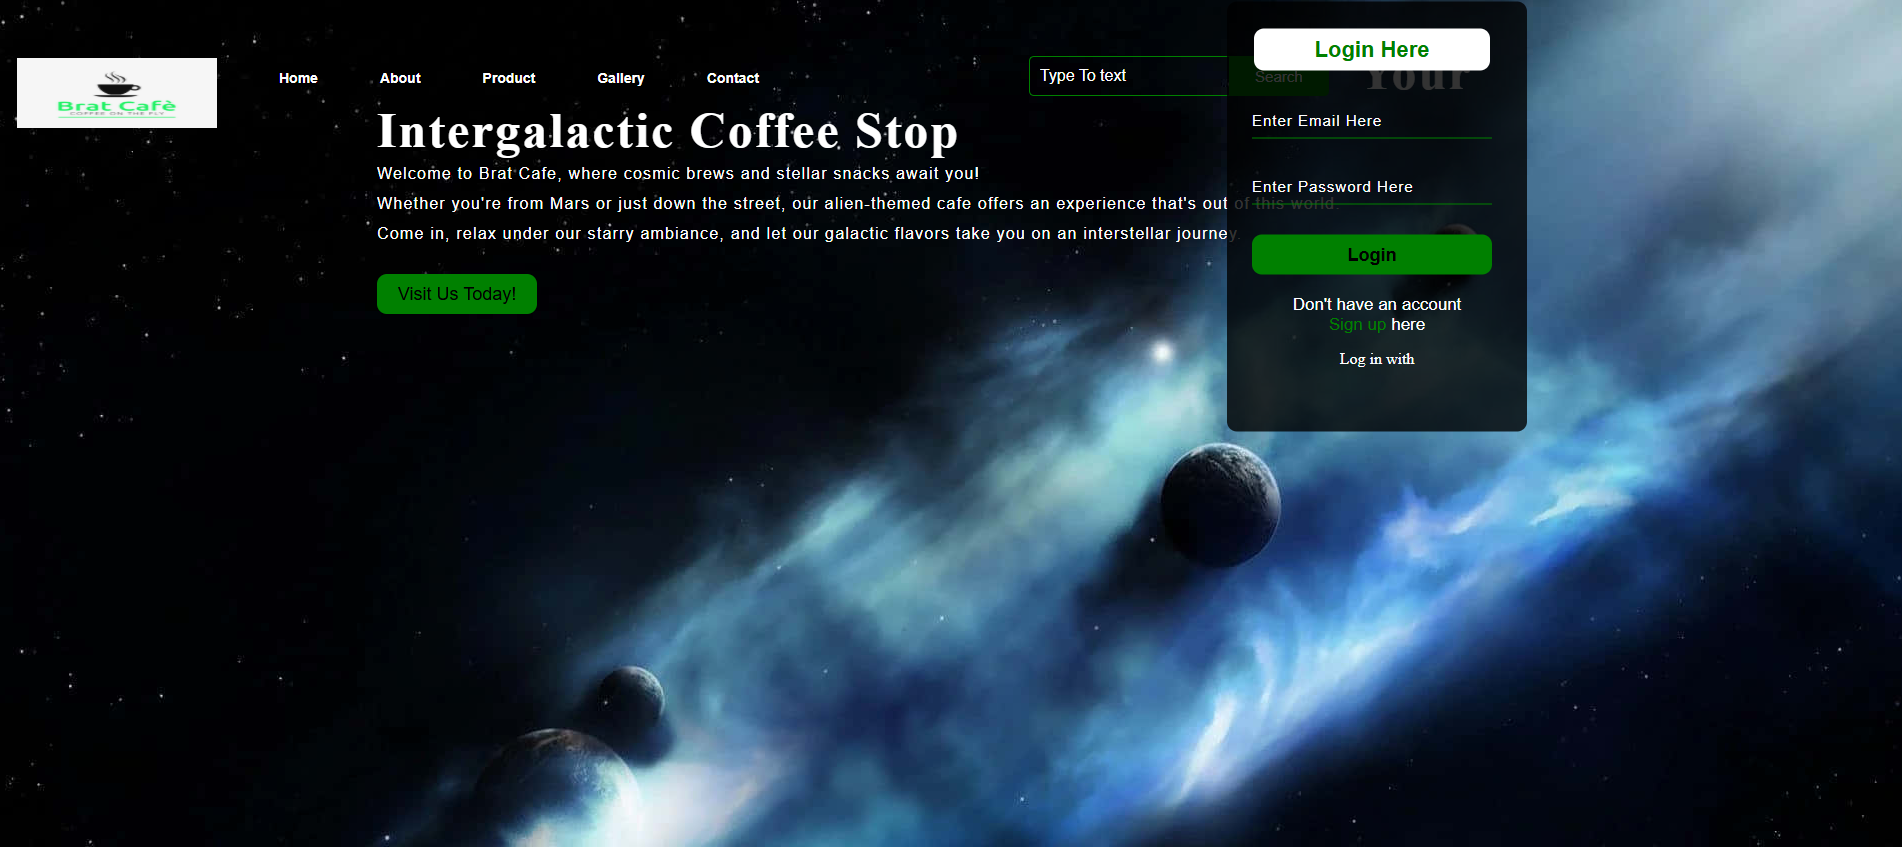 Brat Cafè
COFFEE ON THE FLY
Home
About
Product
Gallery
Contact
Type To text
Search
Your
Intergalactic Coffee Stop
Welcome to Brat Cafe, where cosmic brews and stellar snacks await you!
Whether you're from Mars or just down the street, our alien-themed cafe offers an experience that's out of this world.
Come in, relax under our starry ambiance, and let our galactic flavors take you on an interstellar journey.
Visit Us Today!
Login Here
Enter Email Here
Enter Password Here
Login
Don't have an account
Sign up here
Log in with